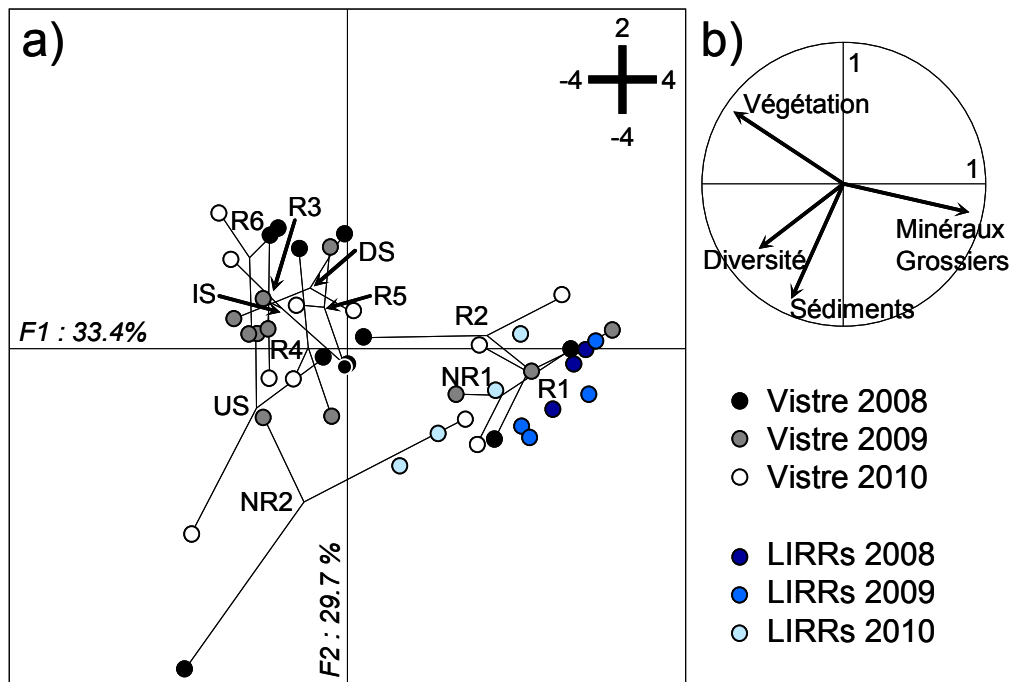 a)
2
-4
4
-4
R6
R3
DS
IS
R5
F1 : 33.4%
R2
R4
NR1
R1
US
NR2
F2 : 29.7 %
b)
1
Végétation
1
Minéraux
Grossiers
Diversité
Sédiments
Vistre 2008
Vistre 2009
Vistre 2010
LIRRs 2008
LIRRs 2009
LIRRs 2010